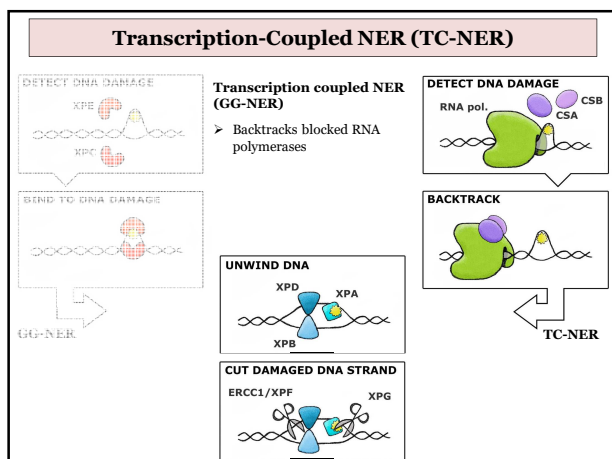 Transcription-Coupled NER (TC-NER)
DETECT DNA DAMAGE
XPE
XPC
BIND TO DNA DAMAGE
GG-NER
Transcription coupled NER
(GG-NER)
➢ Backtracks blocked RNA
polymerases
UNWIND DNA
XPD
XPA
XPB
CUT DAMAGED DNA STRAND
ERCC1/XPF
XPG
DETECT DNA DAMAGE
RNA pol.
CSB
CSA
BACKTRACK
TC-NER